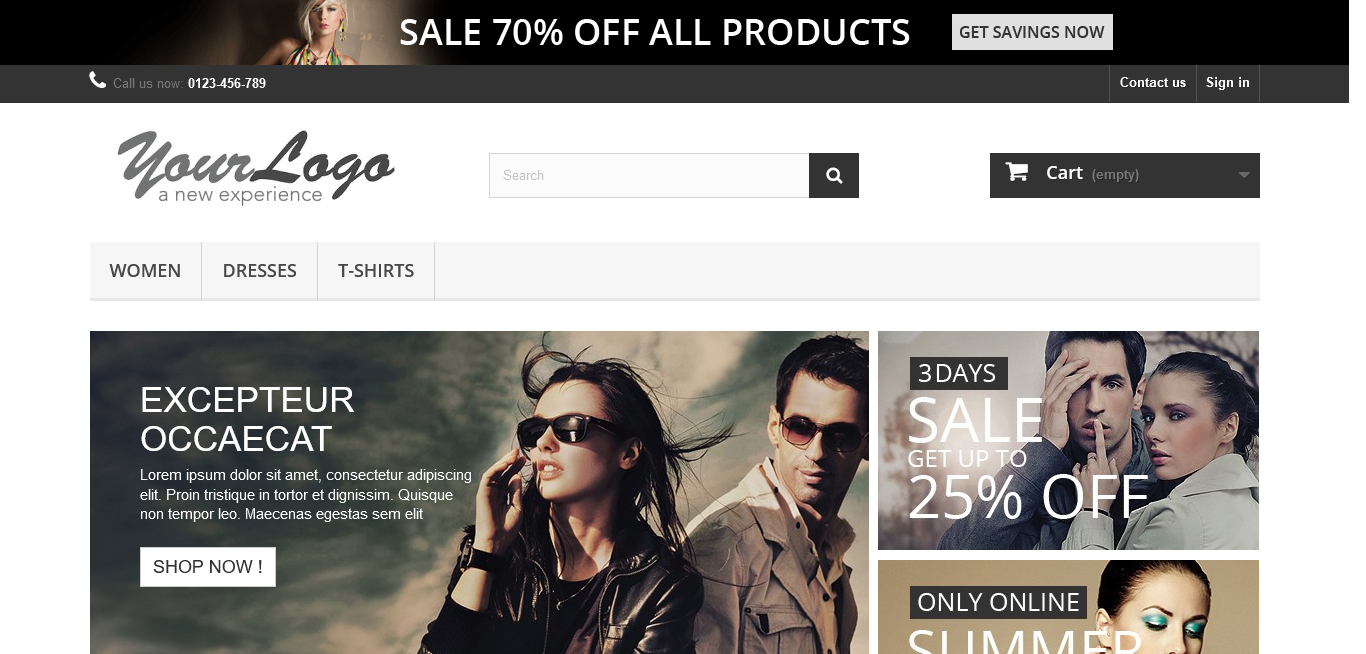 SALE 70% OFF ALL PRODUCTS
GET SAVINGS NOW
Call us now: 0123-456-789
Contact us
Sign in
YourLogo
a new experience
Search
Cart (empty)
WOMEN
DRESSES
T-SHIRTS
EXCEPTEUR
OCCAECAT
Lorem ipsum dolor sit amet, consectetur adipiscing
elit. Proin tristique in tortor et dignissim. Quisque
non tempor leo. Maecenas egestas sem elit
SHOP NOW !
3 DAYS
SALE
GET UP TO
25% OFF
ONLY ONLINE
SUMMER